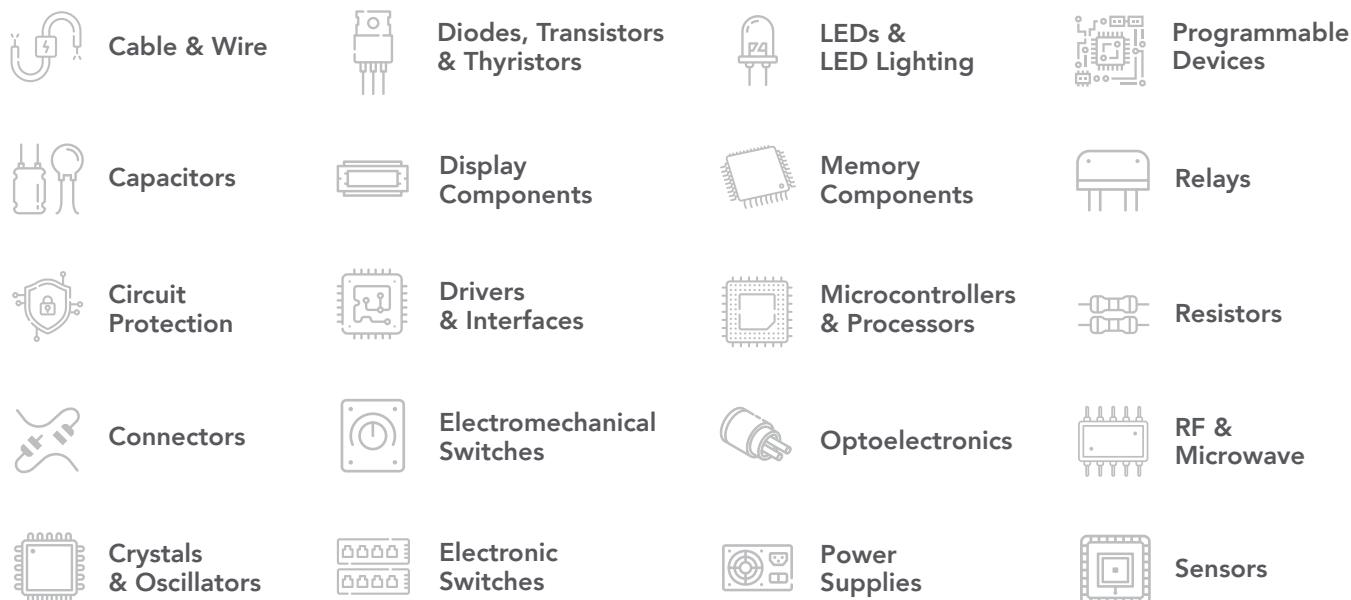 Cable & Wire
Diodes, Transistors
& Thyristors
LEDs &
LED Lighting
Programmable
Devices
Capacitors
Display
Components
Memory
Components
Relays
Circuit
Protection
Drivers
& Interfaces
Microcontrollers
& Processors
Resistors
Connectors
Electromechanical
Switches
Optoelectronics
RF &
Microwave
Crystals
& Oscillators
Electronic
Switches
Power
Supplies
Sensors